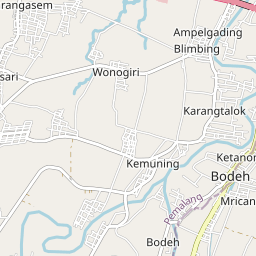 rangasem
Ampelgading
Blimbing
sari
Wonogiri
Karangtalok
Kemuning
Ketanon
Bodeh
Pemalang
Mrican
Bodeh